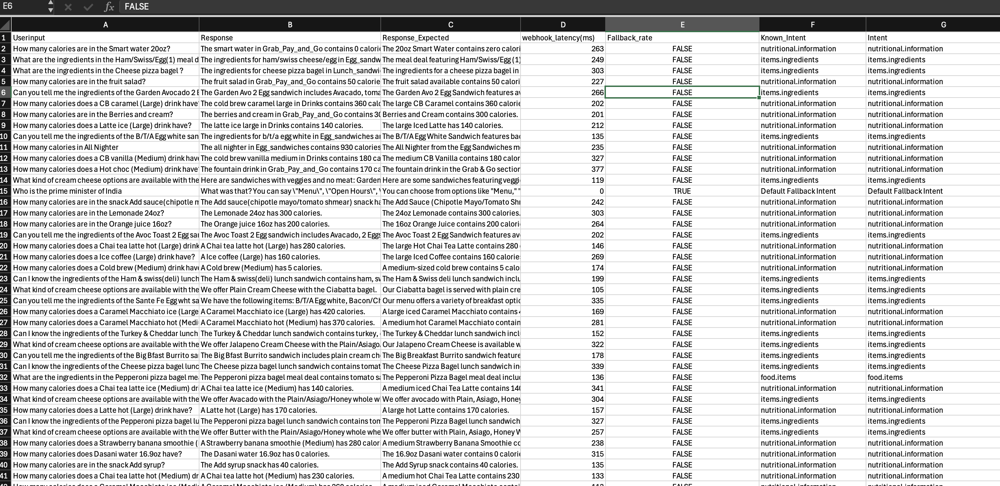 E6 fx FALSE
A B C D E F G
1 Userinput Response Response_Expected webhook_latency(ms) Fallback_rate Known_Intent Intent
2 How many calories are in the Smart water 20oz? The smart water in Grab_Pay_and_Go contains 0 calorie The 20oz Smart Water contains zero calori 263 FALSE nutritional.information nutritional.information
3 What are the ingredients in the Ham/Swiss/Egg(1) meal d The ingredients for ham/swiss cheese/egg in Egg_sandw The meal deal featuring Ham/Swiss/Egg (1) 249 FALSE items.ingredients items.ingredients
4 What are the ingredients in the Cheese pizza bagel ? The ingredients for cheese pizza bagel in Lunch_sandwi The ingredients for a cheese pizza bagel in 303 FALSE items.ingredients items.ingredients
5 How many calories are in the fruit salad? The fruit salad in Grab_Pay_and_Go contains 50 calorie The fruit salad available contains 50 calori 227 FALSE nutritional.information nutritional.information
6 Can you tell me the ingredients of the Garden Avocado 2 E The Garden Avo 2 Egg sandwich includes Avacado, toma The Garden Avo 2 Egg Sandwich features av 266 FALSE items.ingredients items.ingredients
7 How many calories does a CB caramel (Large) drink have? The cold brew caramel large in Drinks contains 360 calo The large CB Caramel contains 360 calorie 202 FALSE nutritional.information nutritional.information
8 How many calories are in the Berries and cream? The berries and cream in Grab_Pay_and_Go contains 30 Berries and Cream contains 300 calories. 201 FALSE nutritional.information nutritional.information
9 How many calories does a Latte ice (Large) drink have? The latte ice large in Drinks contains 140 calories. The large Iced Latte has 140 calories. 212 FALSE nutritional.information nutritional.information
10 Can you tell me the ingredients of the B/T/A Egg white san The ingredients for b/t/a egg white in Egg_sandwiches ar The B/T/A Egg White Sandwich features bac 135 FALSE items.ingredients items.ingredients
11 How many calories in All Nighter The all nighter in Egg_sandwiches contains 930 calories The All Nighter from the Egg Sandwiches m 235 FALSE nutritional.information nutritional.information
12 How many calories does a CB vanilla (Medium) drink have The cold brew vanilla medium in Drinks contains 180 ca The medium CB Vanilla contains 180 calor 327 FALSE nutritional.information nutritional.information
13 How many calories does a Hot choc (Medium) drink have? The fountain drink in Grab_Pay_and_Go contains 170 ca The fountain drink in the Grab & Go section 377 FALSE nutritional.information nutritional.information
14 What kind of cream cheese options are available with the Here are sandwiches with veggies and no meat: Garden Here are some sandwiches featuring veggi 119 FALSE items.ingredients items.ingredients
15 Who is the prime minister of India What was that? You can say \"Menu\", \"Open Hours\", \ You can choose from options like "Menu," " 0 TRUE Default Fallback Intent Default Fallback Intent
16 How many calories are in the snack Add sauce(chipotle m The Add sauce(chipotle mayo/tomato shmear) snack ha The Add Sauce (Chipotle Mayo/Tomato Shr 242 FALSE nutritional.information nutritional.information
17 How many calories are in the Lemonade 24oz? The Lemonade 24oz has 300 calories. The 24oz Lemonade contains 300 calories. 303 FALSE nutritional.information nutritional.information
18 How many calories are in the Orange juice 16oz? The Orange juice 16oz has 200 calories. The 16oz Orange Juice contains 200 calori 264 FALSE nutritional.information nutritional.information
19 Can you tell me the ingredients of the Avoc Toast 2 Egg sar The Avoc Toast 2 Egg sandwich includes Avacado, 2 Eggs The Avoc Toast 2 Egg Sandwich features av 202 FALSE items.ingredients items.ingredients
20 How many calories does a Chai tea latte hot (Large) drink A Chai tea latte hot (Large) has 280 calories. The large Hot Chai Tea Latte contains 280 146 FALSE nutritional.information nutritional.information
21 How many calories does a Ice coffee (Large) drink have? A Ice coffee (Large) has 160 calories. The large Iced Coffee contains 160 calorie 269 FALSE nutritional.information nutritional.information
22 How many calories does a Cold brew (Medium) drink have A Cold brew (Medium) has 5 calories. A medium-sized cold brew contains 5 calo 174 FALSE nutritional.information nutritional.information
23 Can I know the ingredients of the Ham & swiss(deli) lunch The Ham & swiss(deli) lunch sandwich contains ham, sw The Ham & Swiss deli lunch sandwich inclu 199 FALSE items.ingredients items.ingredients
24 What kind of cream cheese options are available with the We offer Plain Cream Cheese with the Ciabatta bagel. Our Ciabatta bagel is served with plain cre 105 FALSE items.ingredients items.ingredients
25 Can you tell me the ingredients of the Sante Fe Egg wht sa We have the following items: B/T/A Egg white, Bacon/Ch Our menu offers a variety of breakfast optic 335 FALSE items.ingredients items.ingredients
26 How many calories does a Caramel Macchiato ice (Large A Caramel Macchiato ice (Large) has 420 calories. A large iced Caramel Macchiato contains 4 169 FALSE nutritional.information nutritional.information
27 How many calories does a Caramel Macchiato hot (Medi A Caramel Macchiato hot (Medium) has 370 calories. A medium hot Caramel Macchiato contain 281 FALSE nutritional.information nutritional.information
28 Can I know the ingredients of the Turkey & Cheddar lunch The Turkey & Cheddar lunch sandwich contains turkey, The Turkey & Cheddar lunch sandwich incl 152 FALSE items.ingredients items.ingredients
29 What kind of cream cheese options are available with the We offer Jalapeno Cream Cheese with the Plain/Asiago Our Jalapeno Cream Cheese is available w 322 FALSE items.ingredients items.ingredients
30 Can you tell me the ingredients of the Big Bfast Burrito sa The Big Bfast Burrito sandwich includes plain cream ch The Big Breakfast Burrito sandwich feature 178 FALSE items.ingredients items.ingredients
31 Can I know the ingredients of the Cheese pizza bagel lunc The Cheese pizza bagel lunch sandwich contains tomat The Cheese Pizza Bagel lunch sandwich in 339 FALSE items.ingredients items.ingredients
32 What are the ingredients in the Pepperoni pizza bagel me The Pepperoni pizza bagel meal deal contains tomato sa The Pepperoni Pizza Bagel meal deal inclu 136 FALSE food.items food.items
33 How many calories does a Chai tea latte ice (Medium) dri A Chai tea latte ice (Medium) has 140 calories. A medium iced Chai Tea Latte contains 140 341 FALSE nutritional.information nutritional.information
34 What kind of cream cheese options are available with the We offer Avacado with the Plain/Asiago/Honey whole w We offer avocado with Plain, Asiago, Honey 304 FALSE items.ingredients items.ingredients
35 How many calories does a Latte hot (Large) drink have? A Latte hot (Large) has 170 calories. A large hot Latte contains 170 calories. 157 FALSE nutritional.information nutritional.information
36 Can I know the ingredients of the Pepperoni pizza bagel lu The Pepperoni pizza bagel lunch sandwich contains tom The Pepperoni Pizza Bagel lunch sandwich 327 FALSE items.ingredients items.ingredients
37 What kind of cream cheese options are available with the We offer Butter with the Plain/Asiago/Honey whole whe We offer butter with Plain, Asiago, Honey W 257 FALSE items.ingredients items.ingredients
38 How many calories does a Strawberry banana smoothie ( A Strawberry banana smoothie (Medium) has 280 calori A medium Strawberry Banana Smoothie co 238 FALSE nutritional.information nutritional.information
39 How many calories does Dasani water 16.9oz have? The Dasani water 16.9oz has 0 calories. The 16.9oz Dasani water contains 0 calorie 315 FALSE nutritional.information nutritional.information
40 How many calories are in the snack Add syrup? The Add syrup snack has 40 calories. The Add Syrup snack contains 40 calories. 135 FALSE nutritional.information nutritional.information
41 How many calories does a Chai tea latte hot (Medium) dr A Chai tea latte hot (Medium) has 230 calories. A medium hot Chai Tea Latte contains 230 133 FALSE nutritional.information nutritional.information